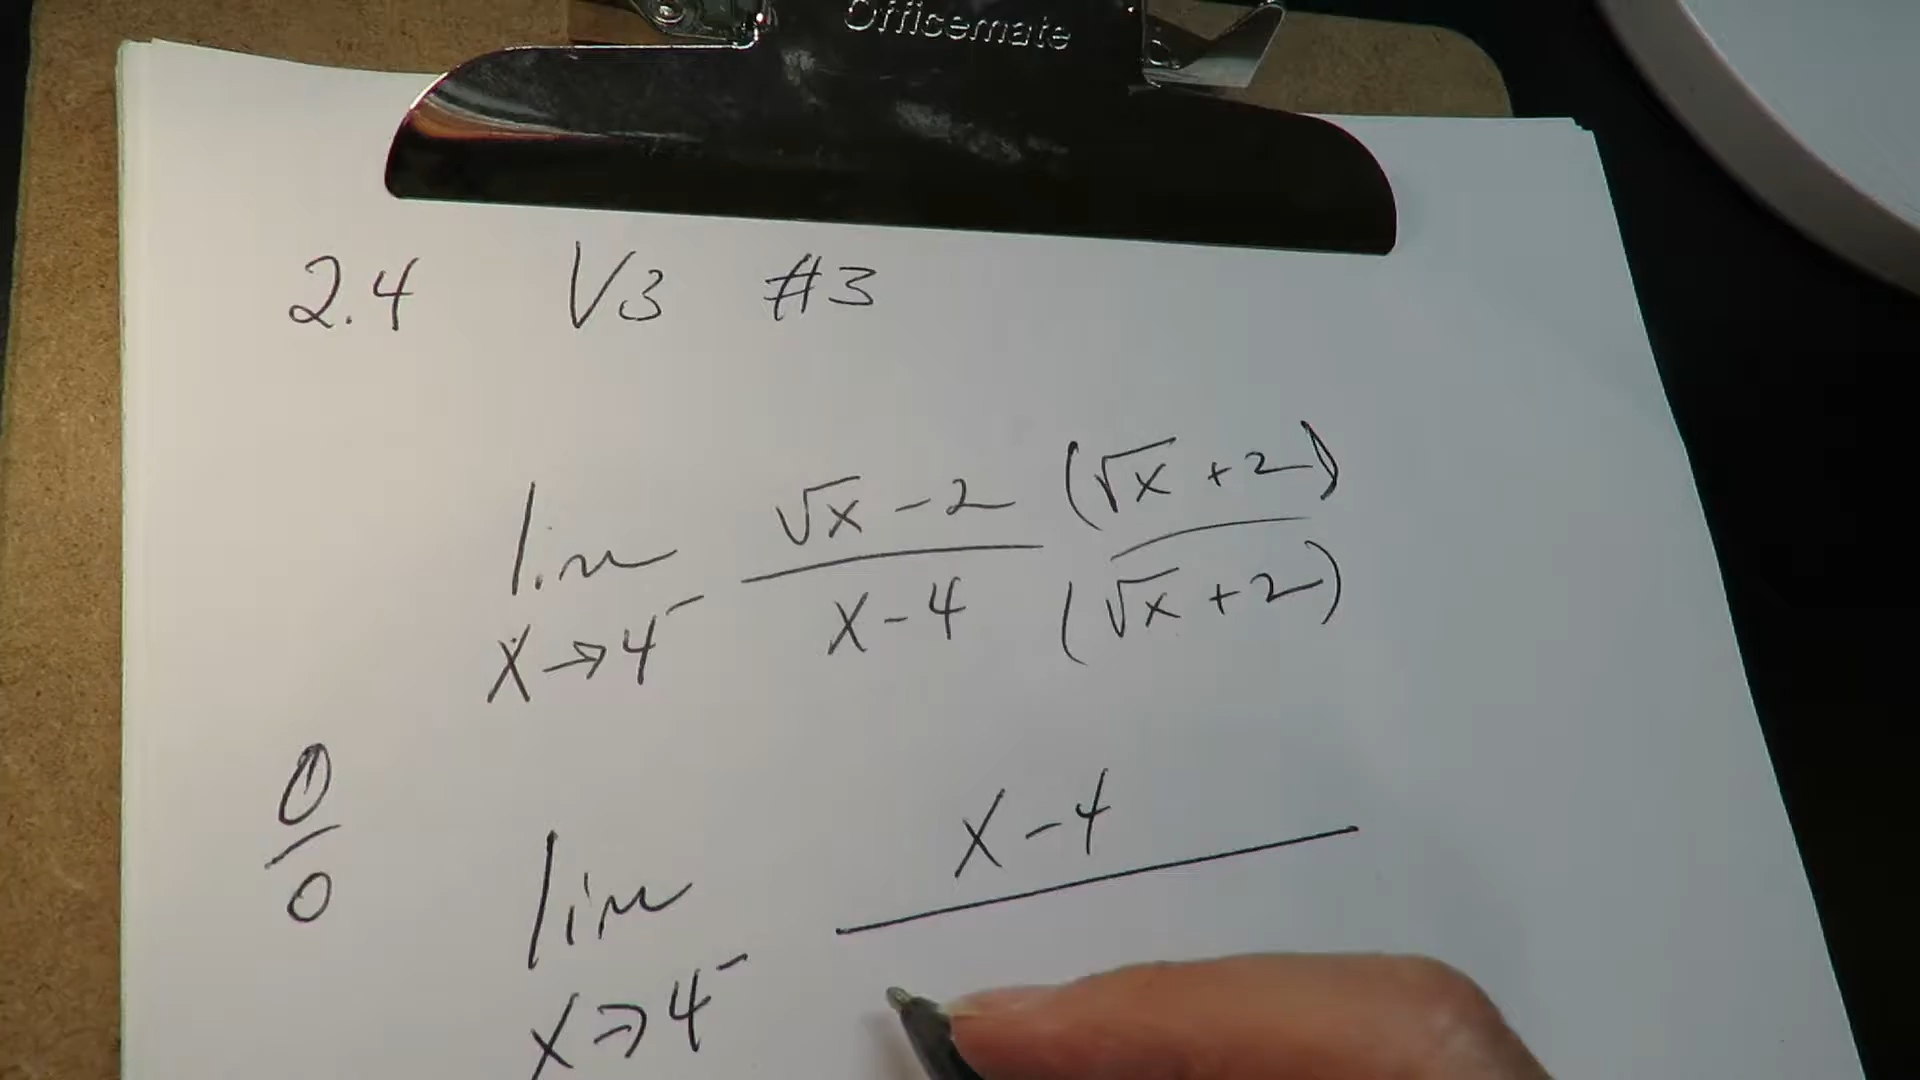 Officemate
2.4 V3 #3
lim x→4⁻ (√x - 2)/(x - 4) (√x + 2)/(√x + 2)
0/0
lim x→4⁻ x - 4